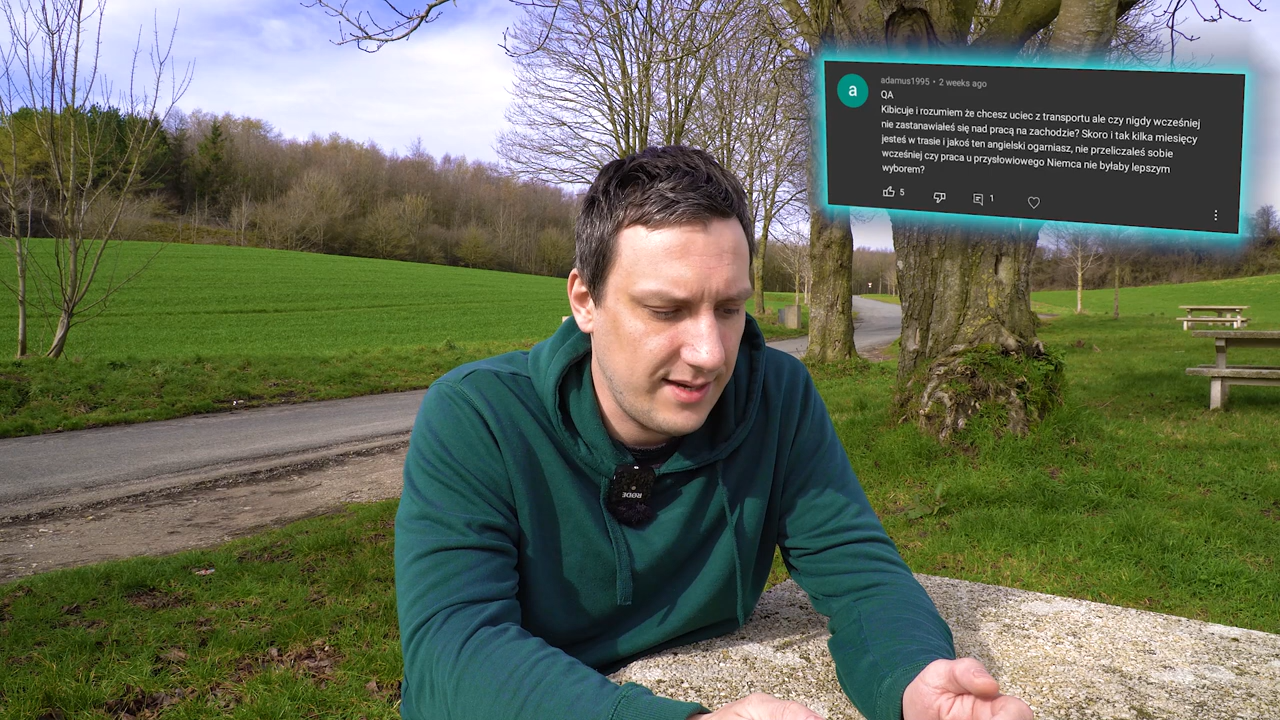 a
adamus1995 • 2 weeks ago
QA
Kibicuje i rozumiem że chcesz uciec z transportu ale czy nigdy wcześniej
nie zastanawiałeś się nad pracą na zachodzie? Skoro i tak kilka miesięcy
jesteś w trasie i jakoś ten angielski ogarniasz, nie przeliczałeś sobie
wcześniej czy praca u przysłowiowego Niemca nie byłaby lepszym
wyborem?
5
1
RØDE